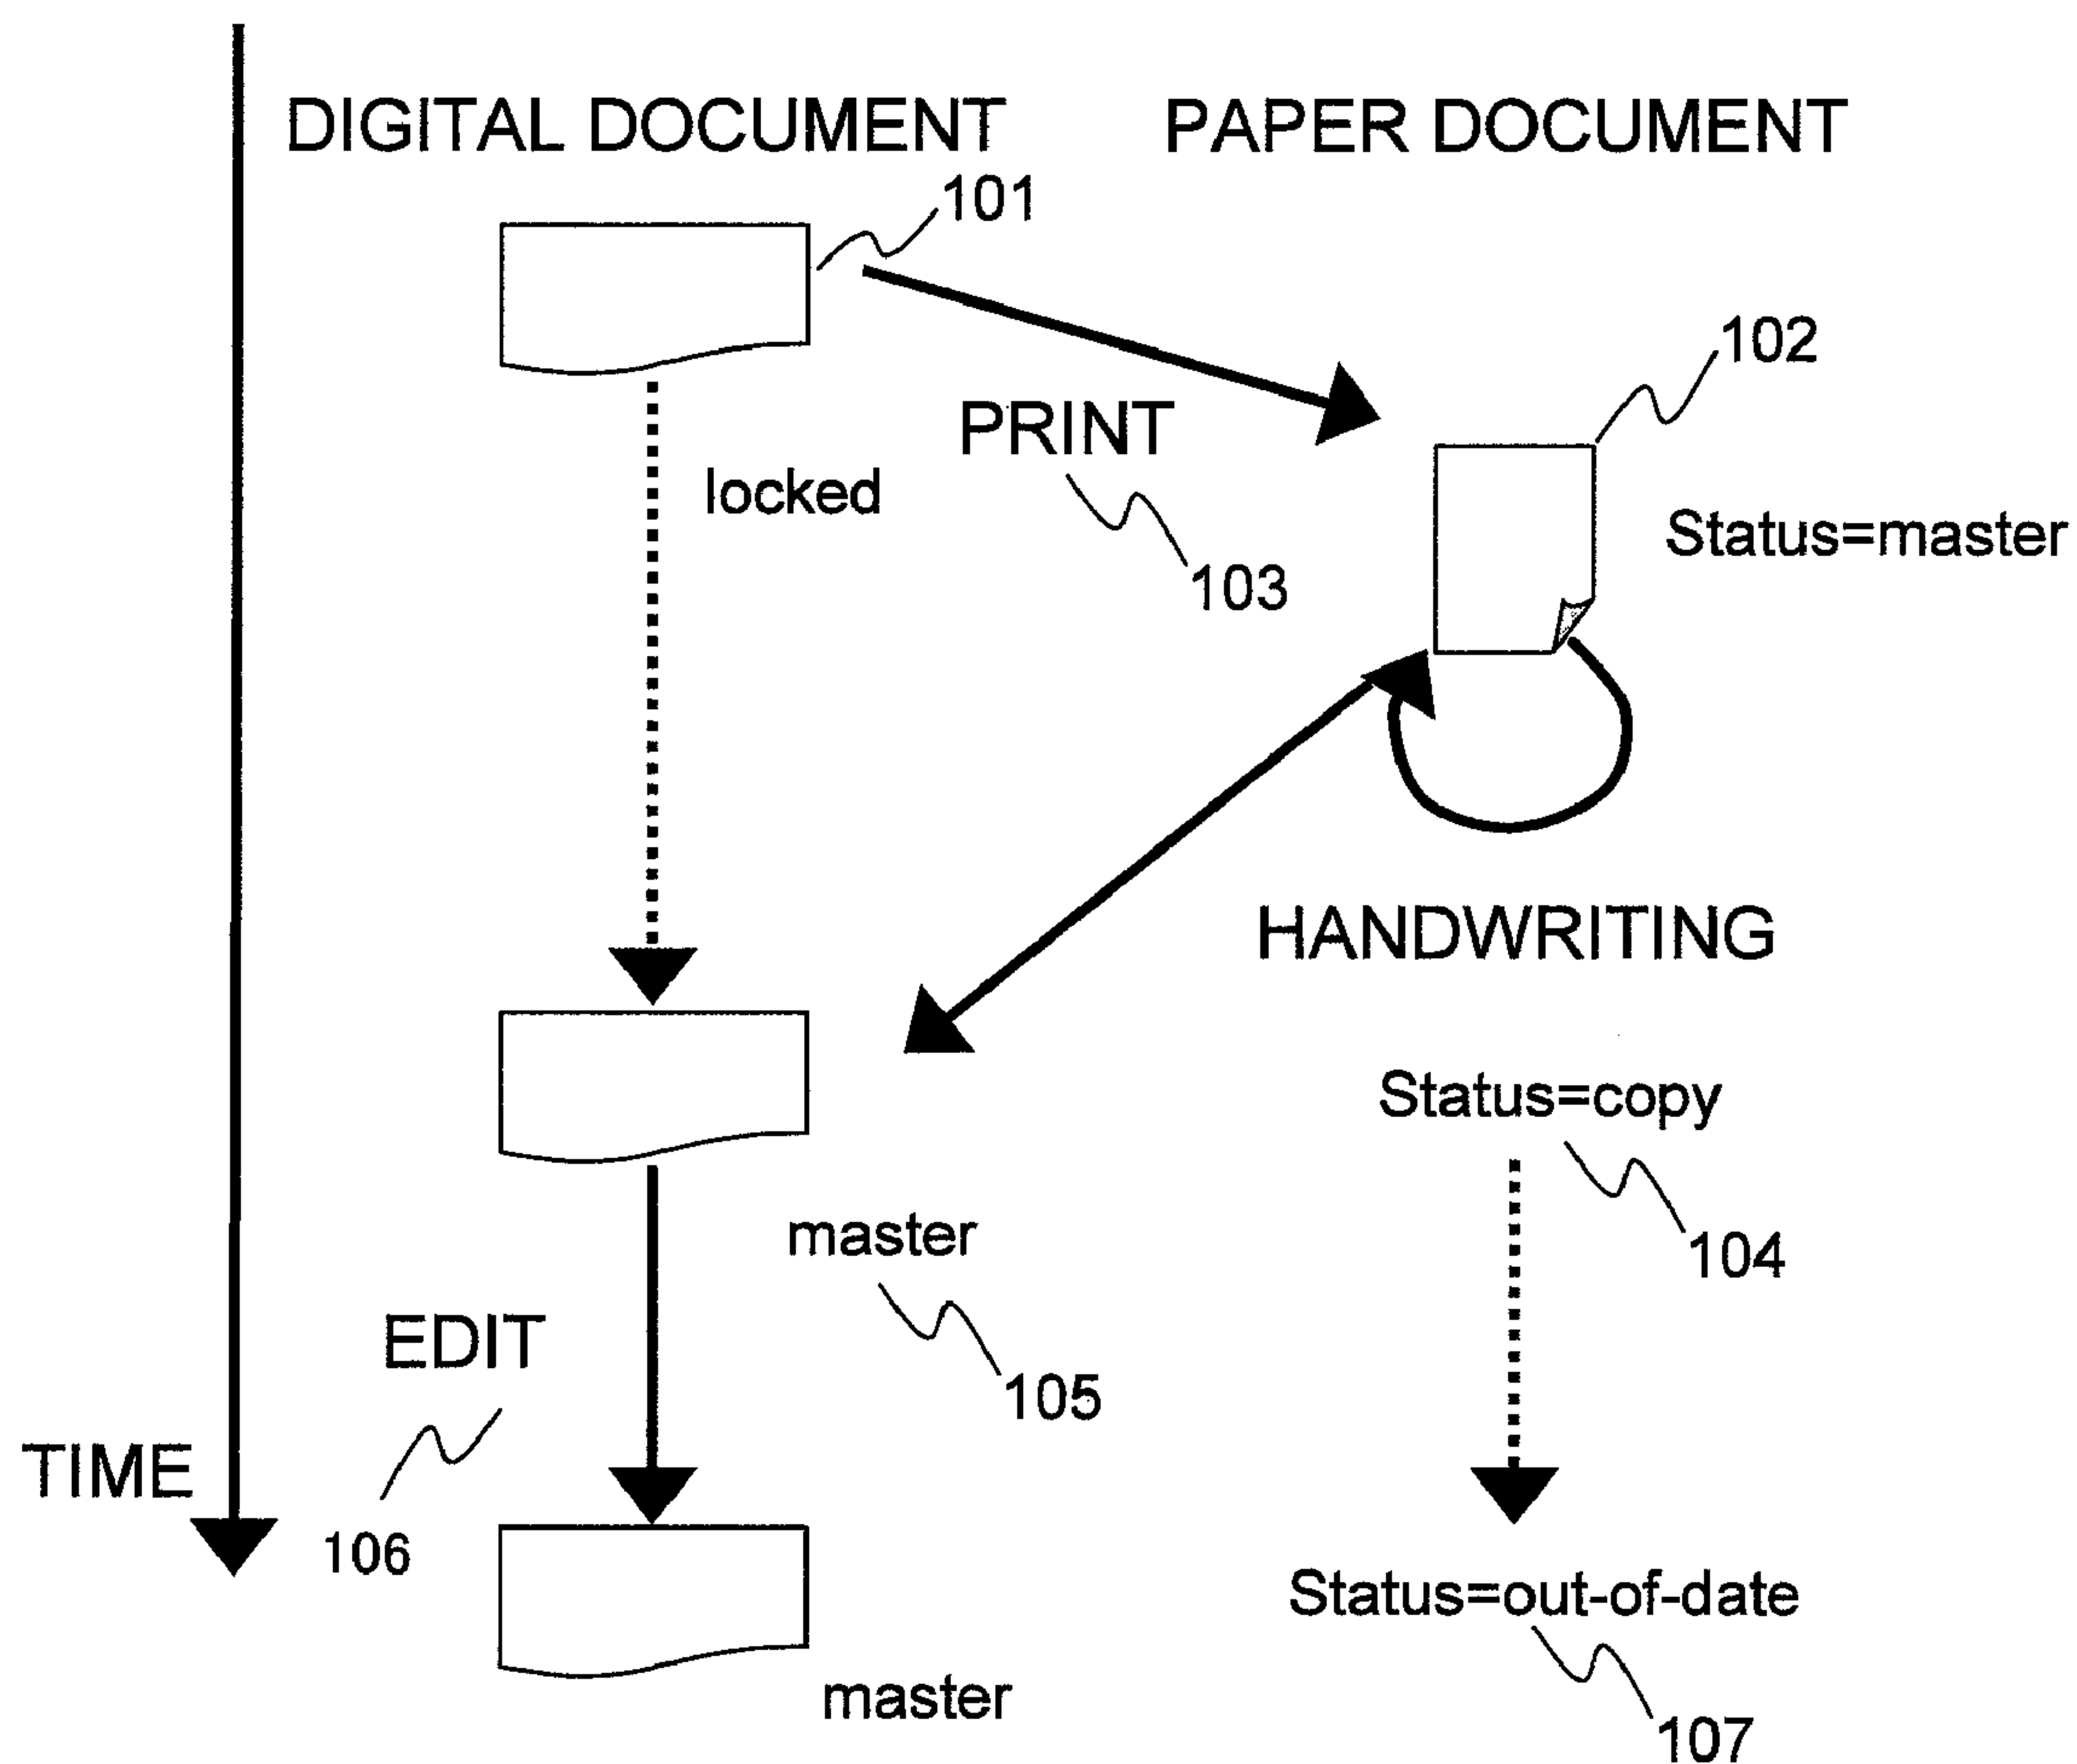 DIGITAL DOCUMENT
PAPER DOCUMENT
101
102
PRINT
locked
103
Status=master
HANDWRITING
Status=copy
104
master
105
EDIT
TIME
106
Status=out-of-date
master
107